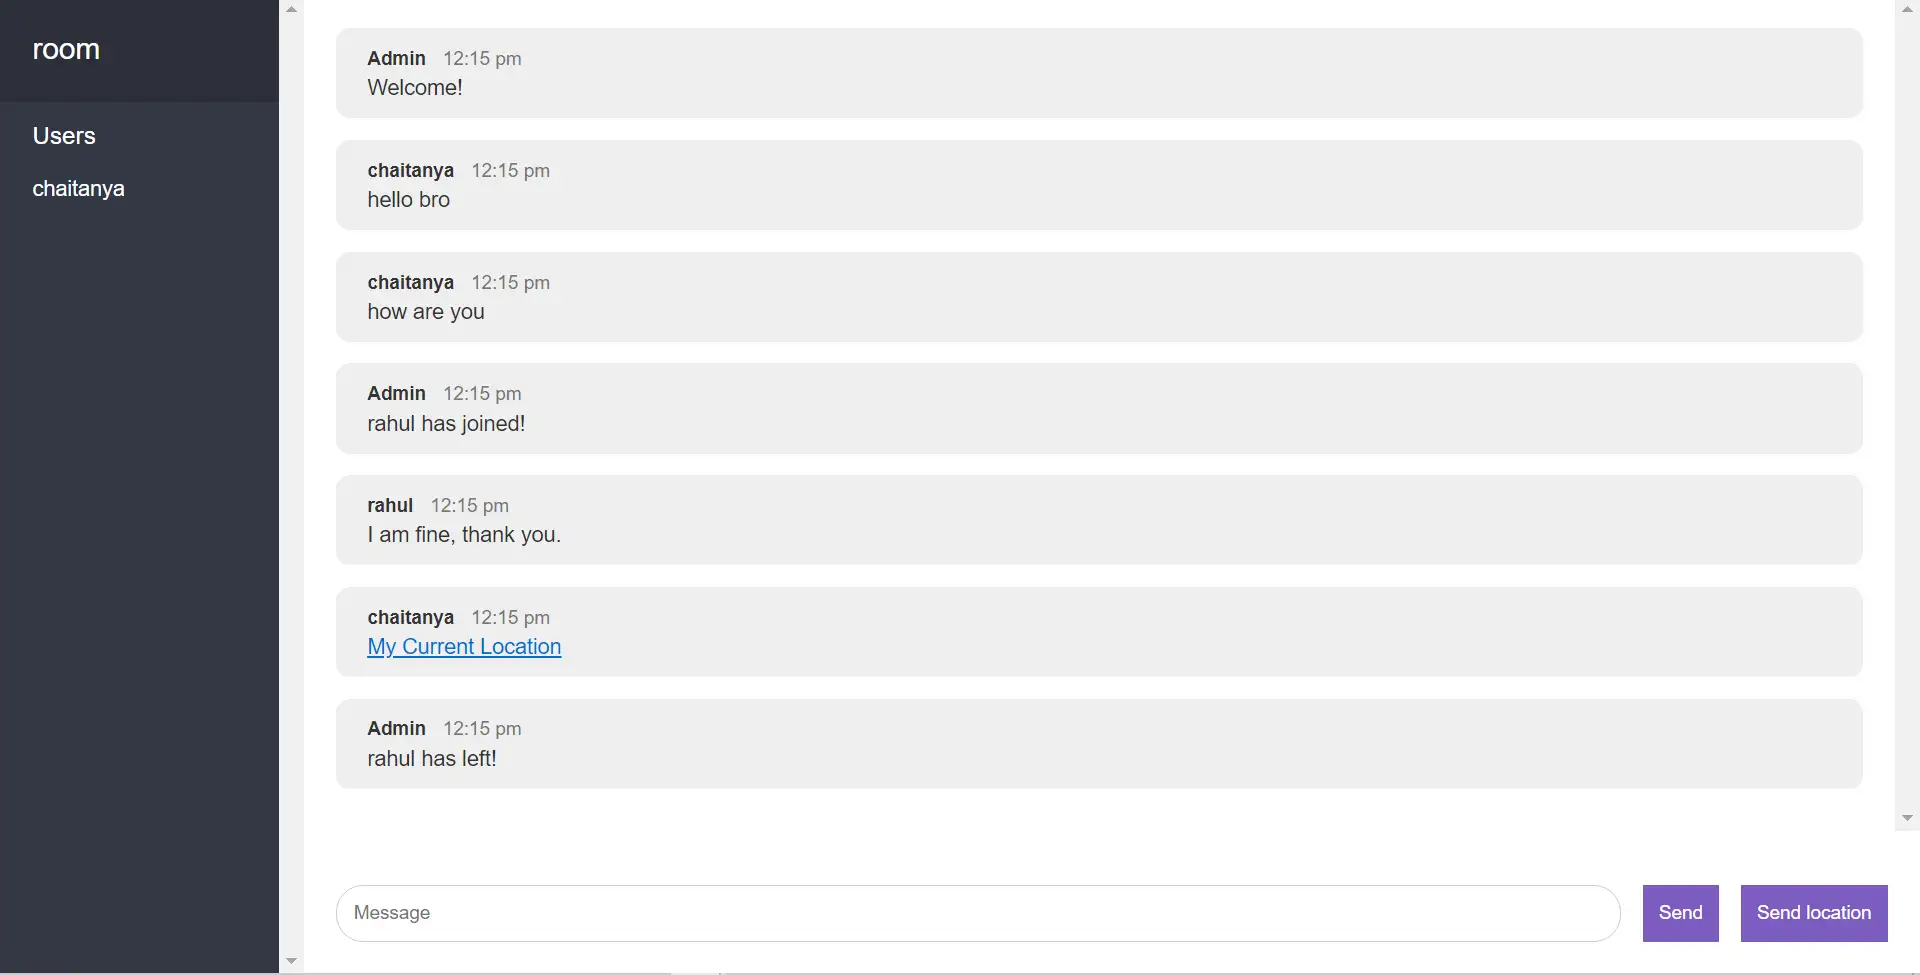 room
Users
chaitanya
Admin 12:15 pm
Welcome!
chaitanya 12:15 pm
hello bro
chaitanya 12:15 pm
how are you
Admin 12:15 pm
rahul has joined!
rahul 12:15 pm
I am fine, thank you.
chaitanya 12:15 pm
My Current Location
Admin 12:15 pm
rahul has left!
Message
Send
Send location